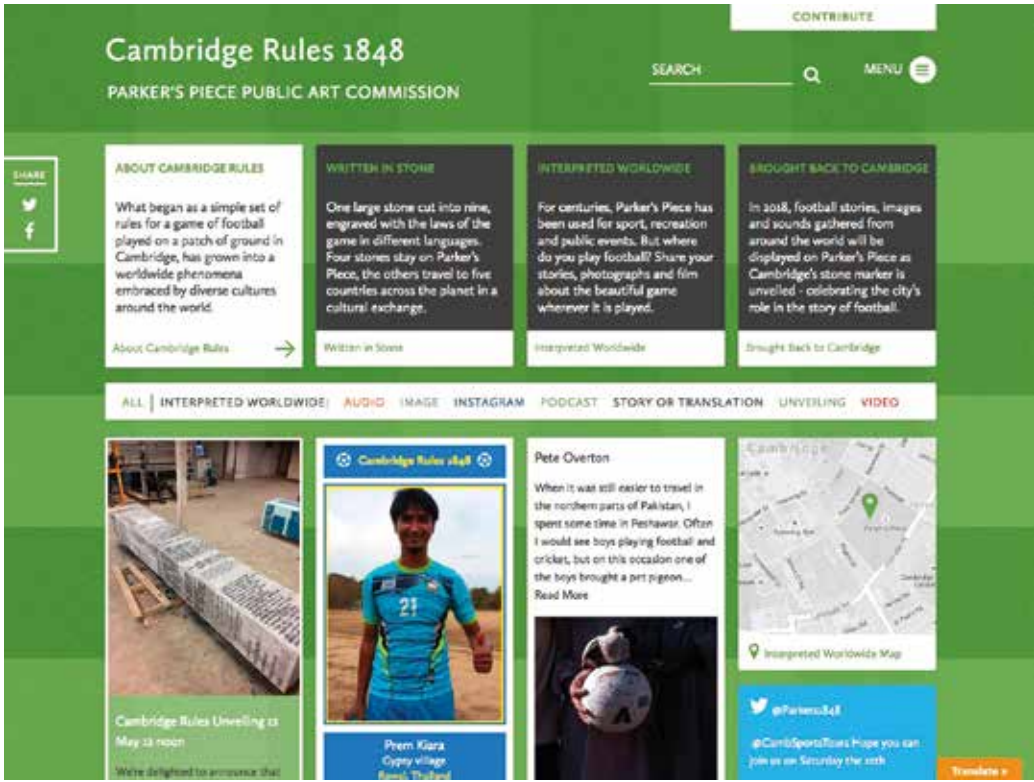 CONTRIBUTE
Cambridge Rules 1848
PARKER'S PIECE PUBLIC ART COMMISSION
SEARCH
MENU
SHARE
ABOUT CAMBRIDGE RULES
What began as a simple set of
rules for a game of football
played on a patch of ground in
Cambridge, has grown into a
worldwide phenomena
embraced by diverse cultures
around the world.
About Cambridge Rules
WRITTEN IN STONE
One large stone cut into nine,
engraved with the laws of the
game in different languages.
Four stones stay on Parker's
Piece, the others travel to five
countries across the planet in a
cultural exchange.
Written in Stone
INTERPRETED WORLDWIDE
For centuries, Parker's Piece has
been used for sport, recreation
and public events. But where
do you play football? Share your
stories, photographs and film
about the beautiful game
wherever it is played.
Interpreted Worldwide
BROUGHT BACK TO CAMBRIDGE
In 2018, football stories, images
and sounds gathered from
around the world will be
displayed on Parker's Piece as
Cambridge's stone marker is
unveiled - celebrating the city's
role in the story of football.
Brought Back to Cambridge
ALL | INTERPRETED WORLDWIDE: AUDIO IMAGE INSTAGRAM PODCAST STORY OR TRANSLATION UNVEILING VIDEO
Cambridge Rules Unveiling 12
May 12 noon
We're delighted to announce that
Cambridge Rules 1848
21
Prem Kiara
Gypsy village
Rawai, Thailand
Pete Overton
When it was still easier to travel in
the northern parts of Pakistan, I
spent some time in Peshawar. Often
I would see boys playing football and
cricket, but on this occasion one of
the boys brought a pet pigeon...
Read More
Cambridge
Interpreted Worldwide Map
@Parkers1848
@CambSportsTours Hope you can
join us on Saturday the 12th
Translate »